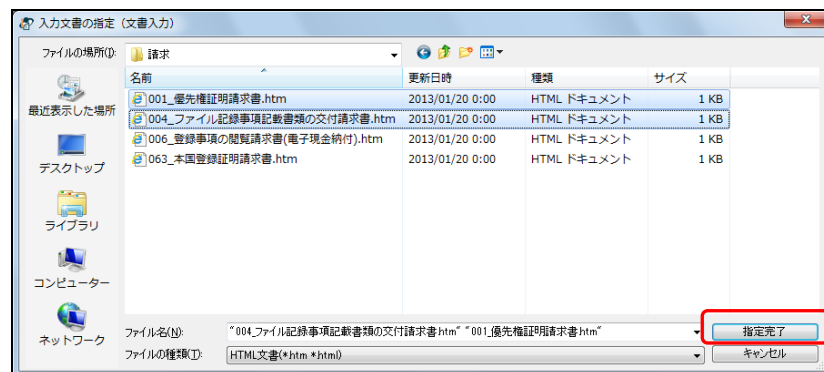 入力文書の指定（文書入力）
ファイルの場所(I):
請求
名前 更新日時 種類 サイズ
001_優先権証明請求書.htm 2013/01/20 0:00 HTML ドキュメント 1 KB
004_ファイル記録事項記載書類の交付請求書.htm 2013/01/20 0:00 HTML ドキュメント 1 KB
006_登録事項の閲覧請求書(電子現金納付).htm 2013/01/20 0:00 HTML ドキュメント 1 KB
063_本国登録証明請求書.htm 2013/01/20 0:00 HTML ドキュメント 1 KB
最近表示した場所
デスクトップ
ライブラリ
コンピューター
ネットワーク
ファイル名(N): "004_ファイル記録事項記載書類の交付請求書.htm" "001_優先権証明請求書.htm" 指定完了
ファイルの種類(T): HTML文書(*.htm *.html) キャンセル